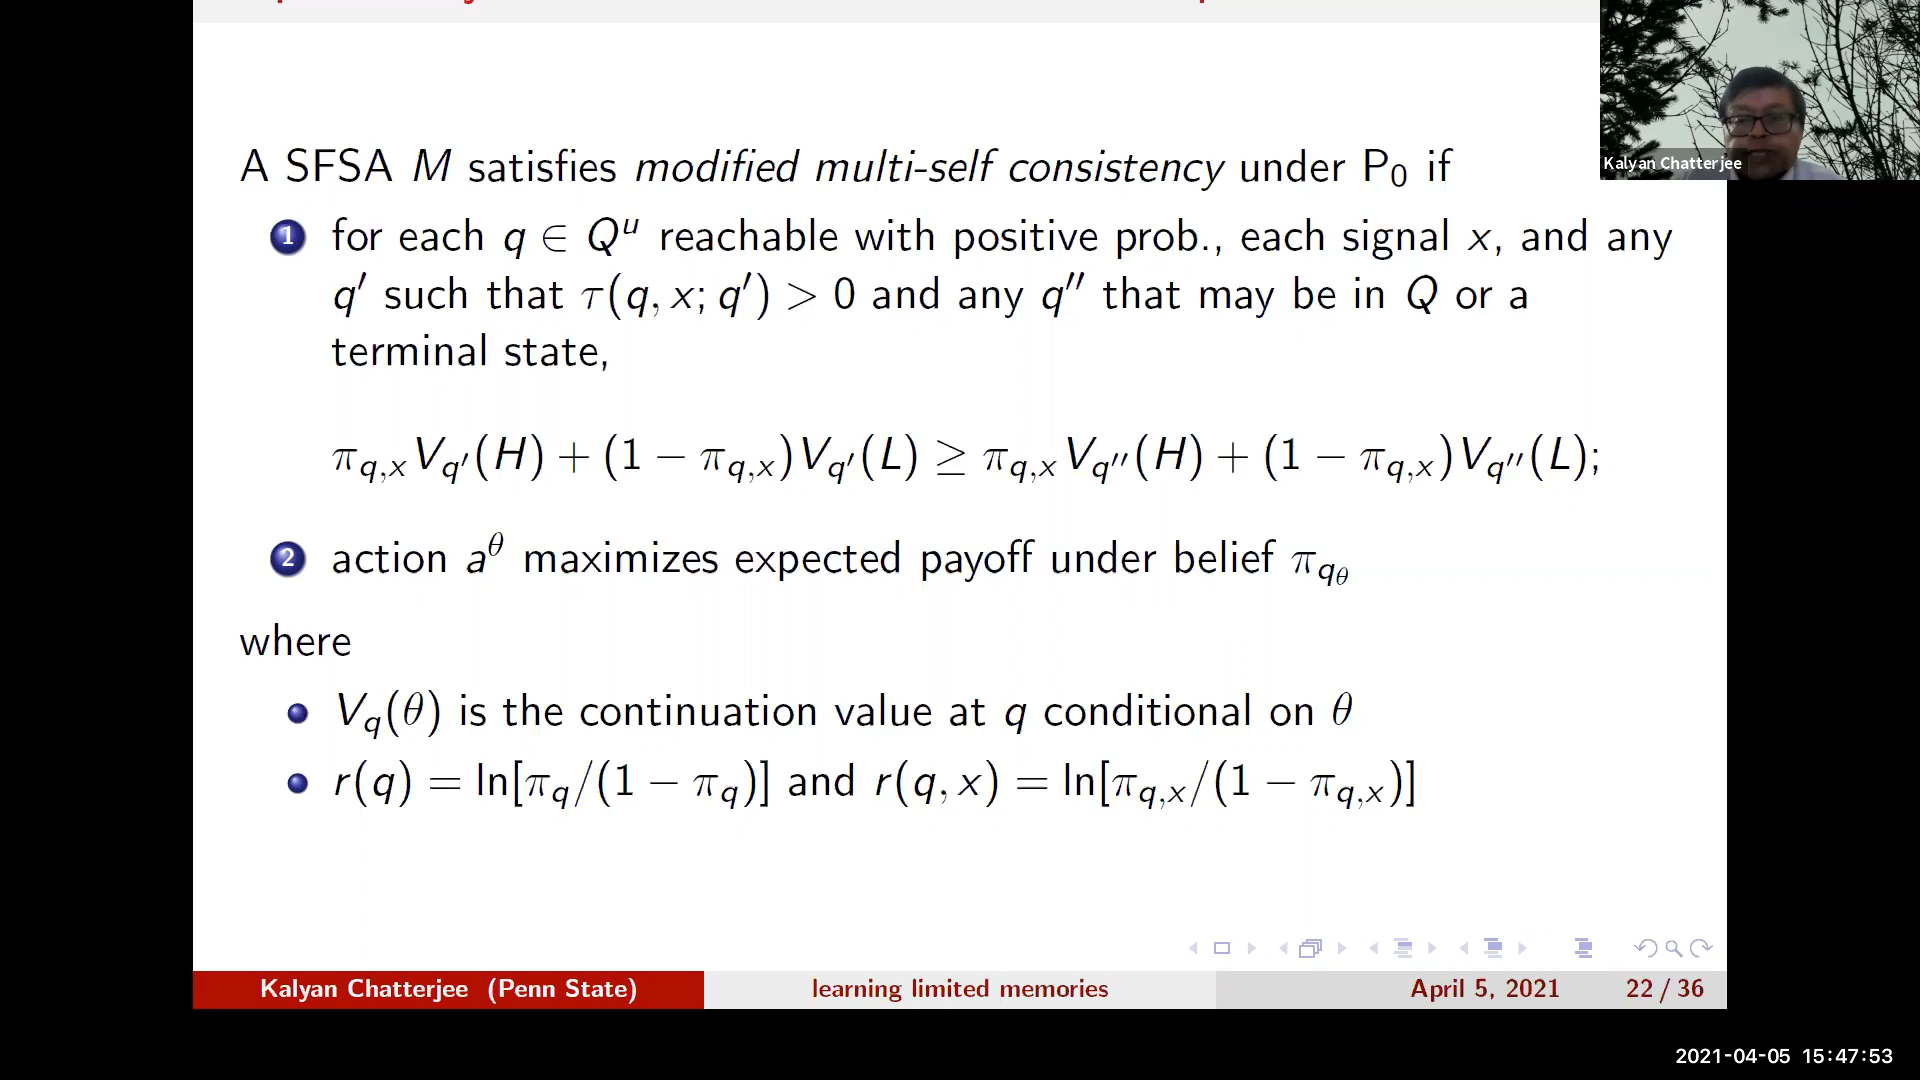 Kalyan Chatterjee
A SFSA M satisfies modified multi-self consistency under P₀ if
1 for each q ∈ Qᵘ reachable with positive prob., each signal x, and any
q′ such that τ(q, x; q′) > 0 and any q″ that may be in Q or a
terminal state,
π_{q,x}V_{q′}(H) + (1 − π_{q,x})V_{q′}(L) ≥ π_{q,x}V_{q″}(H) + (1 − π_{q,x})V_{q″}(L);
2 action a^θ maximizes expected payoff under belief π_{q_θ}
where
• V_q(θ) is the continuation value at q conditional on θ
• r(q) = ln[π_q/(1 − π_q)] and r(q, x) = ln[π_{q,x}/(1 − π_{q,x})]
Kalyan Chatterjee (Penn State) learning limited memories April 5, 2021 22 / 36
2021-04-05 15:47:53